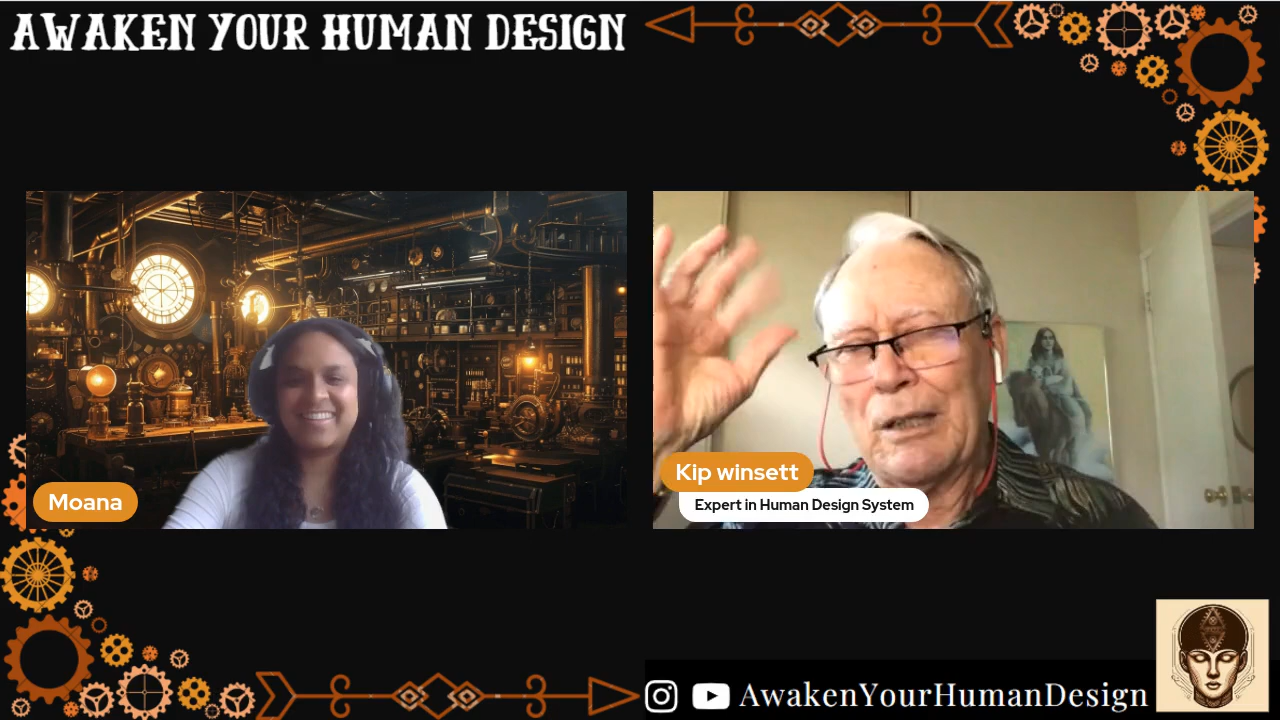 AWAKEN YOUR HUMAN DESIGN
Moana
Kip winsett
Expert in Human Design System
AwakenYourHumanDesign